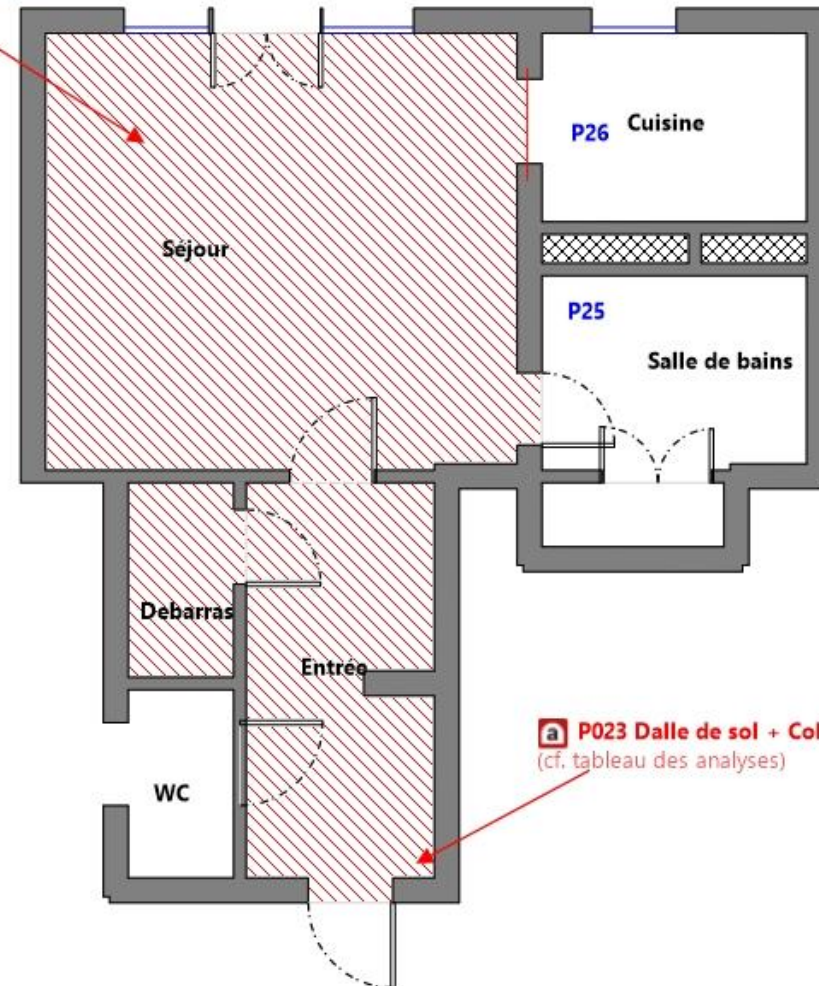 P26 Cuisine
Séjour
P25
Salle de bains
Debarras
Entrée
a P023 Dalle de sol + Col
(cf. tableau des analyses)
WC